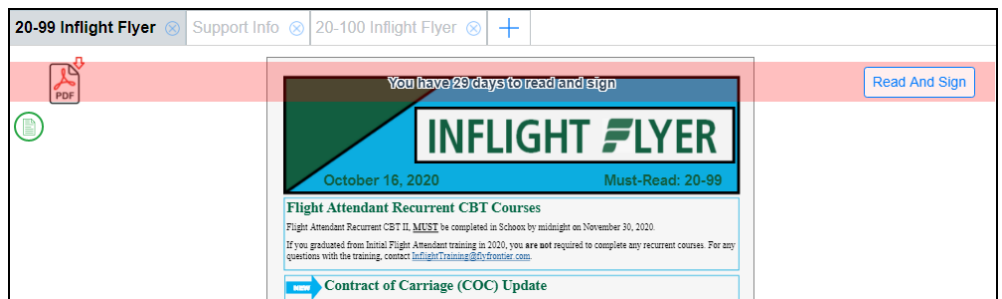 20-99 Inflight Flyer Support Info 20-100 Inflight Flyer
PDF
You have 29 days to read and sign
Read And Sign
INFLIGHT FLYER
October 16, 2020 Must-Read: 20-99
Flight Attendant Recurrent CBT Courses
Flight Attendant Recurrent CBT II, MUST be completed in Schoox by midnight on November 30, 2020.
If you graduated from Initial Flight Attendant training in 2020, you are not required to complete any recurrent courses. For any
questions with the training, contact InflightTraining@flyfrontier.com.
NEW Contract of Carriage (COC) Update